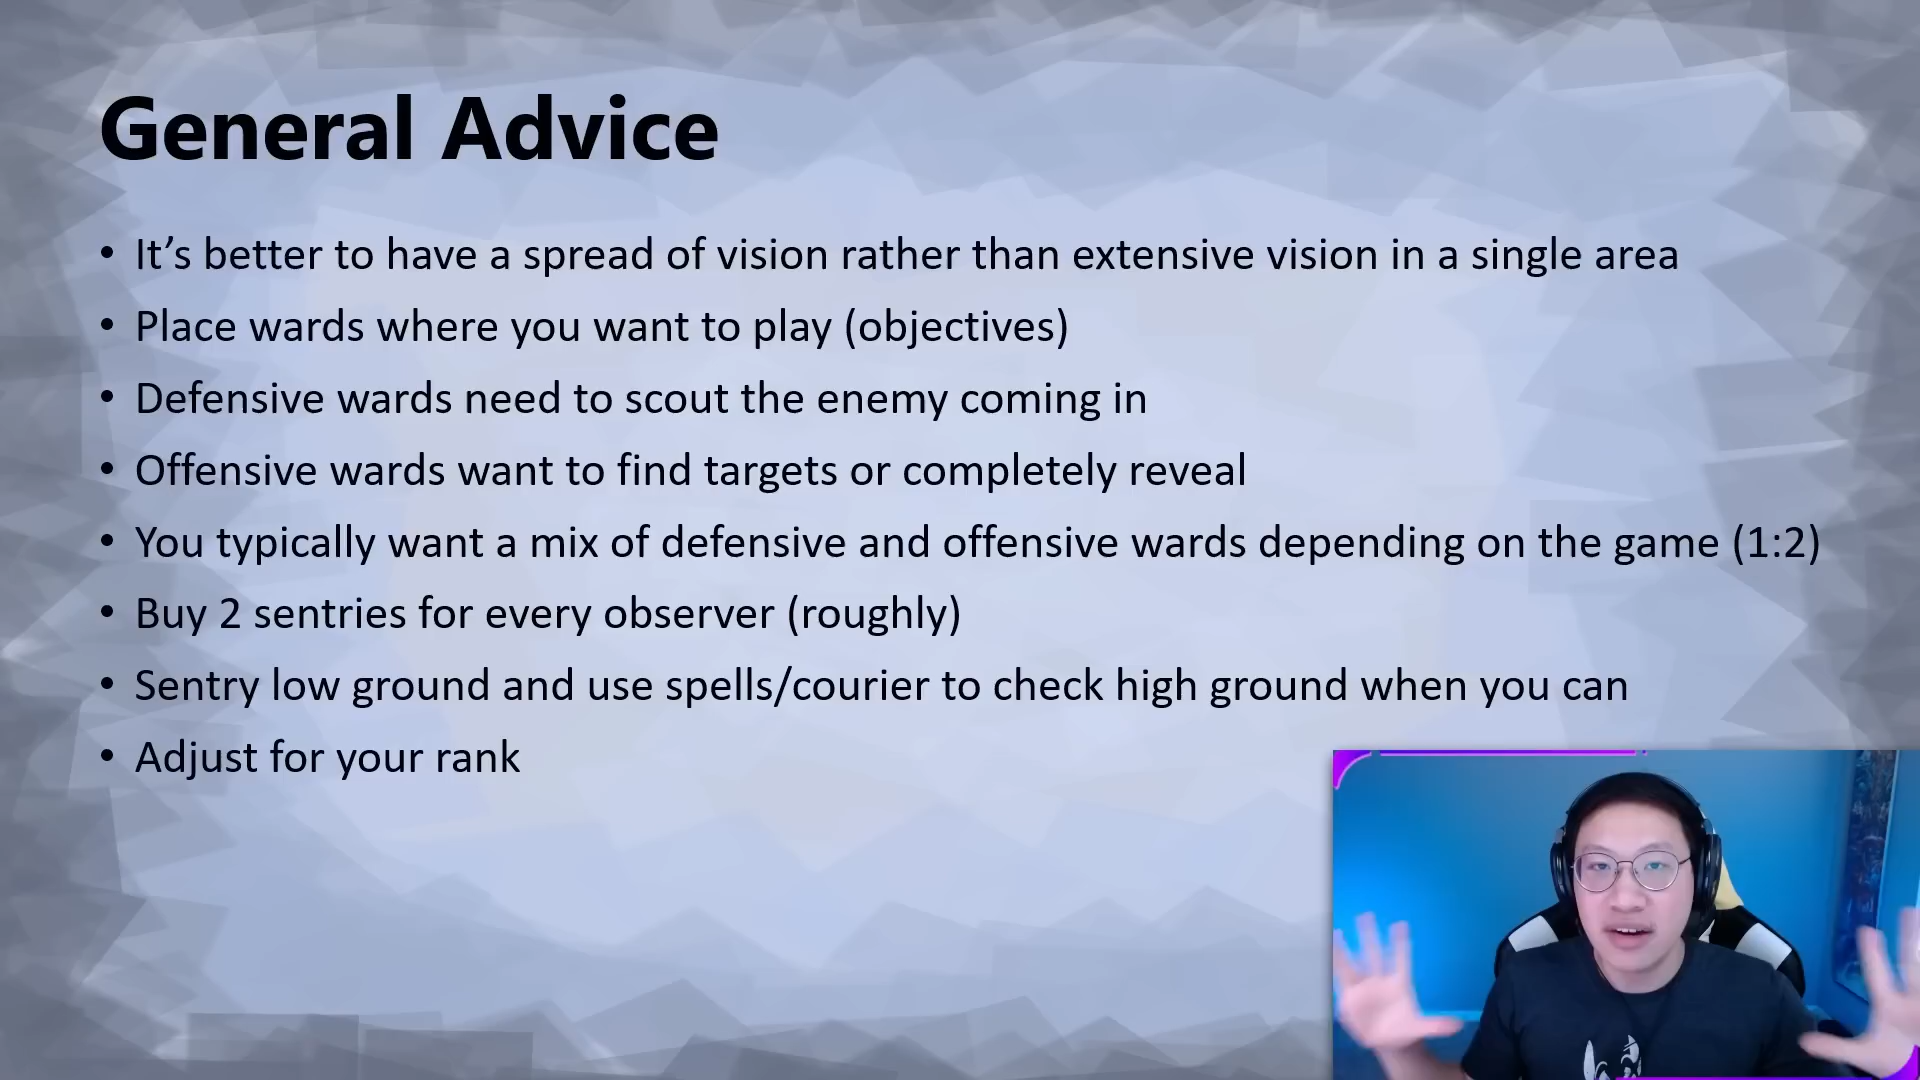 General Advice
• It’s better to have a spread of vision rather than extensive vision in a single area
• Place wards where you want to play (objectives)
• Defensive wards need to scout the enemy coming in
• Offensive wards want to find targets or completely reveal
• You typically want a mix of defensive and offensive wards depending on the game (1:2)
• Buy 2 sentries for every observer (roughly)
• Sentry low ground and use spells/courier to check high ground when you can
• Adjust for your rank